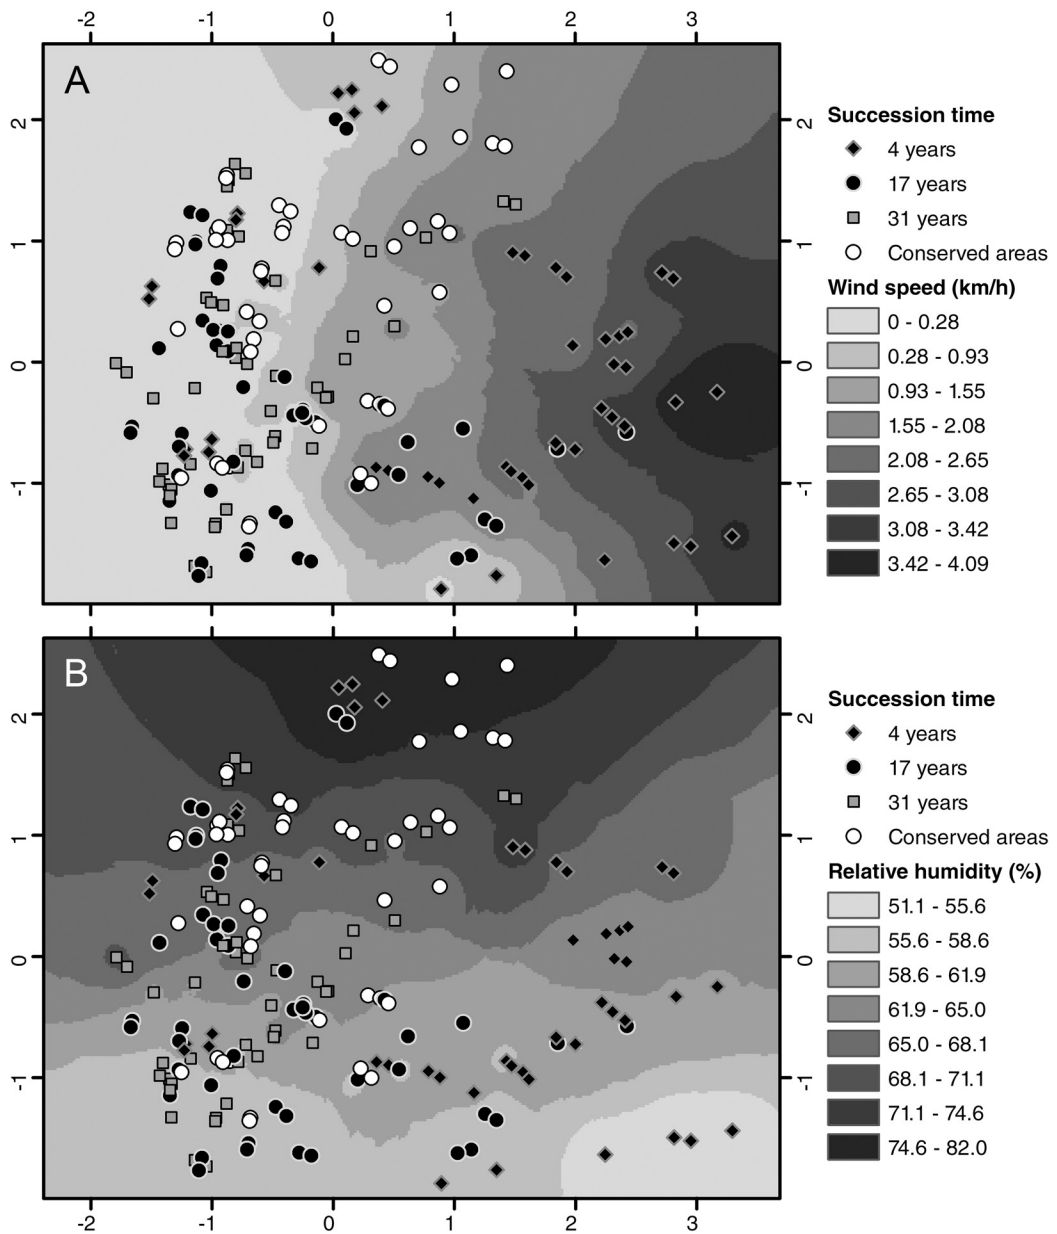 -2 -1 0 1 2 3
A
2
1
0
-1
2
1
0
-1
Succession time
4 years
17 years
31 years
Conserved areas
Wind speed (km/h)
0 - 0.28
0.28 - 0.93
0.93 - 1.55
1.55 - 2.08
2.08 - 2.65
2.65 - 3.08
3.08 - 3.42
3.42 - 4.09
B
2
1
0
-1
2
1
0
-1
Succession time
4 years
17 years
31 years
Conserved areas
Relative humidity (%)
51.1 - 55.6
55.6 - 58.6
58.6 - 61.9
61.9 - 65.0
65.0 - 68.1
68.1 - 71.1
71.1 - 74.6
74.6 - 82.0
-2 -1 0 1 2 3